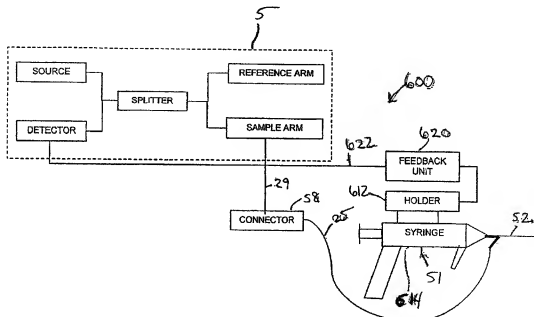 5
SOURCE
REFERENCE ARM
600
SPLITTER
DETECTOR
SAMPLE ARM
622
620
FEEDBACK UNIT
29
612
HOLDER
58
CONNECTOR
25
SYRINGE
52
614
51